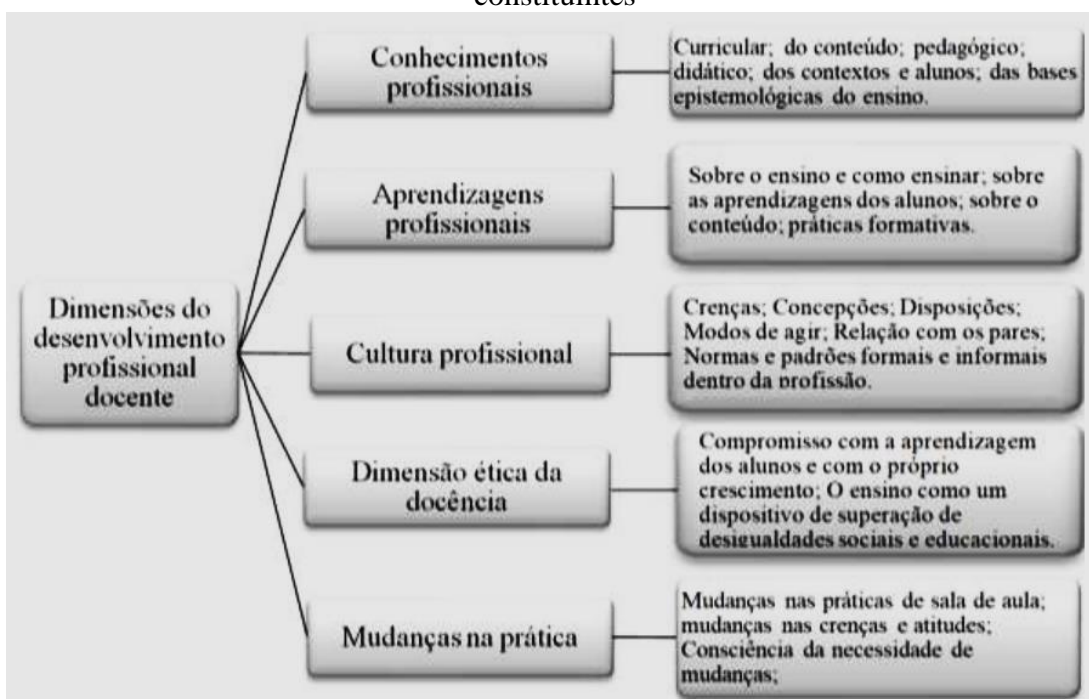 constituintes
Conhecimentos
profissionais
Curricular; do conteúdo; pedagógico;
didático; dos contextos e alunos; das bases
epistemológicas do ensino.
Aprendizagens
profissionais
Sobre o ensino e como ensinar; sobre
as aprendizagens dos alunos; sobre o
conteúdo; práticas formativas.
Dimensões do
desenvolvimento
profissional
docente
Cultura profissional
Crenças; Concepções; Disposições;
Modos de agir; Relação com os pares;
Normas e padrões formais e informais
dentro da profissão.
Dimensão ética da
docência
Compromisso com a aprendizagem
dos alunos e com o próprio
crescimento; O ensino como um
dispositivo de superação de
desigualdades sociais e educacionais.
Mudanças na prática
Mudanças nas práticas de sala de aula;
mudanças nas crenças e atitudes;
Consciência da necessidade de
mudanças;